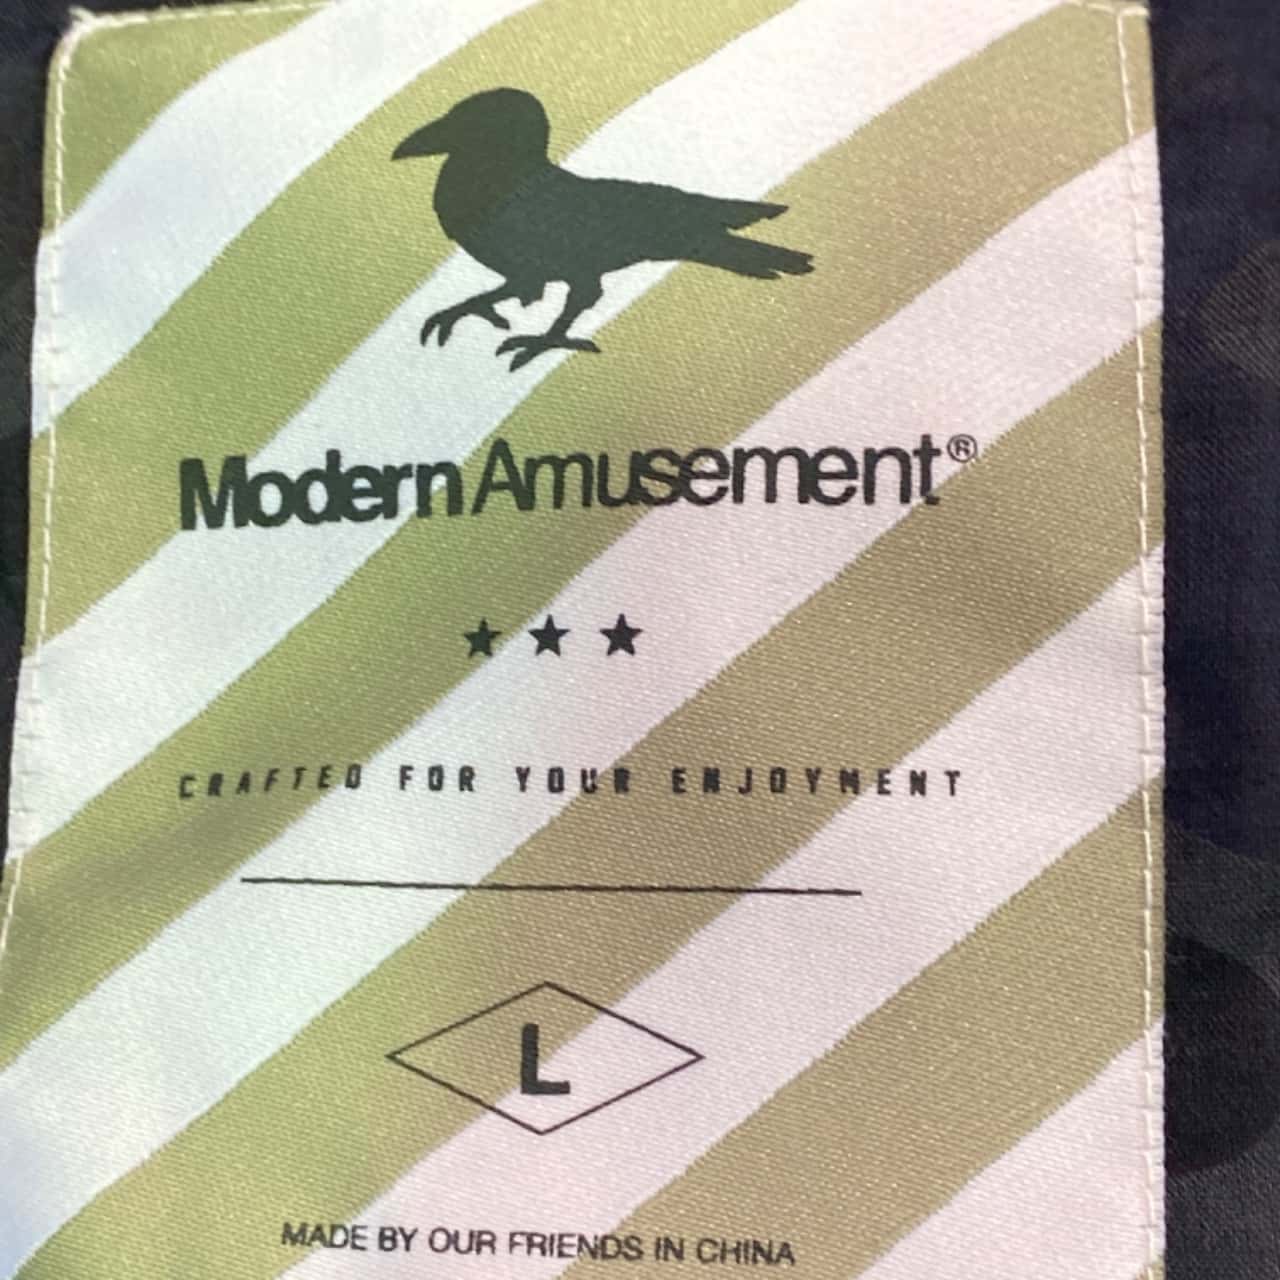 Modern Amusement®
CRAFTED FOR YOUR ENJOYMENT
L
MADE BY OUR FRIENDS IN CHINA